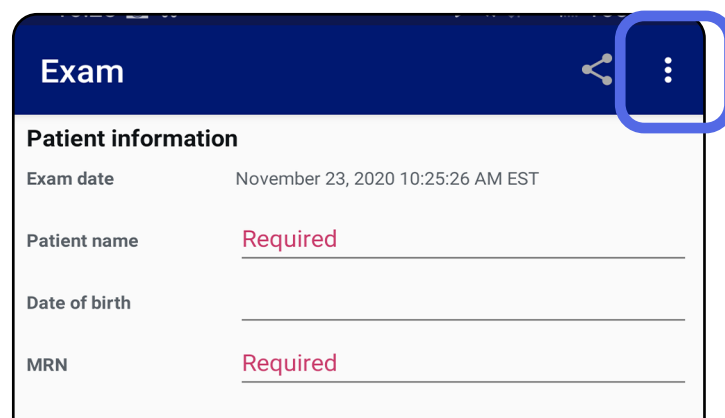 Exam
Patient information
Exam date November 23, 2020 10:25:26 AM EST
Patient name Required
Date of birth
MRN Required